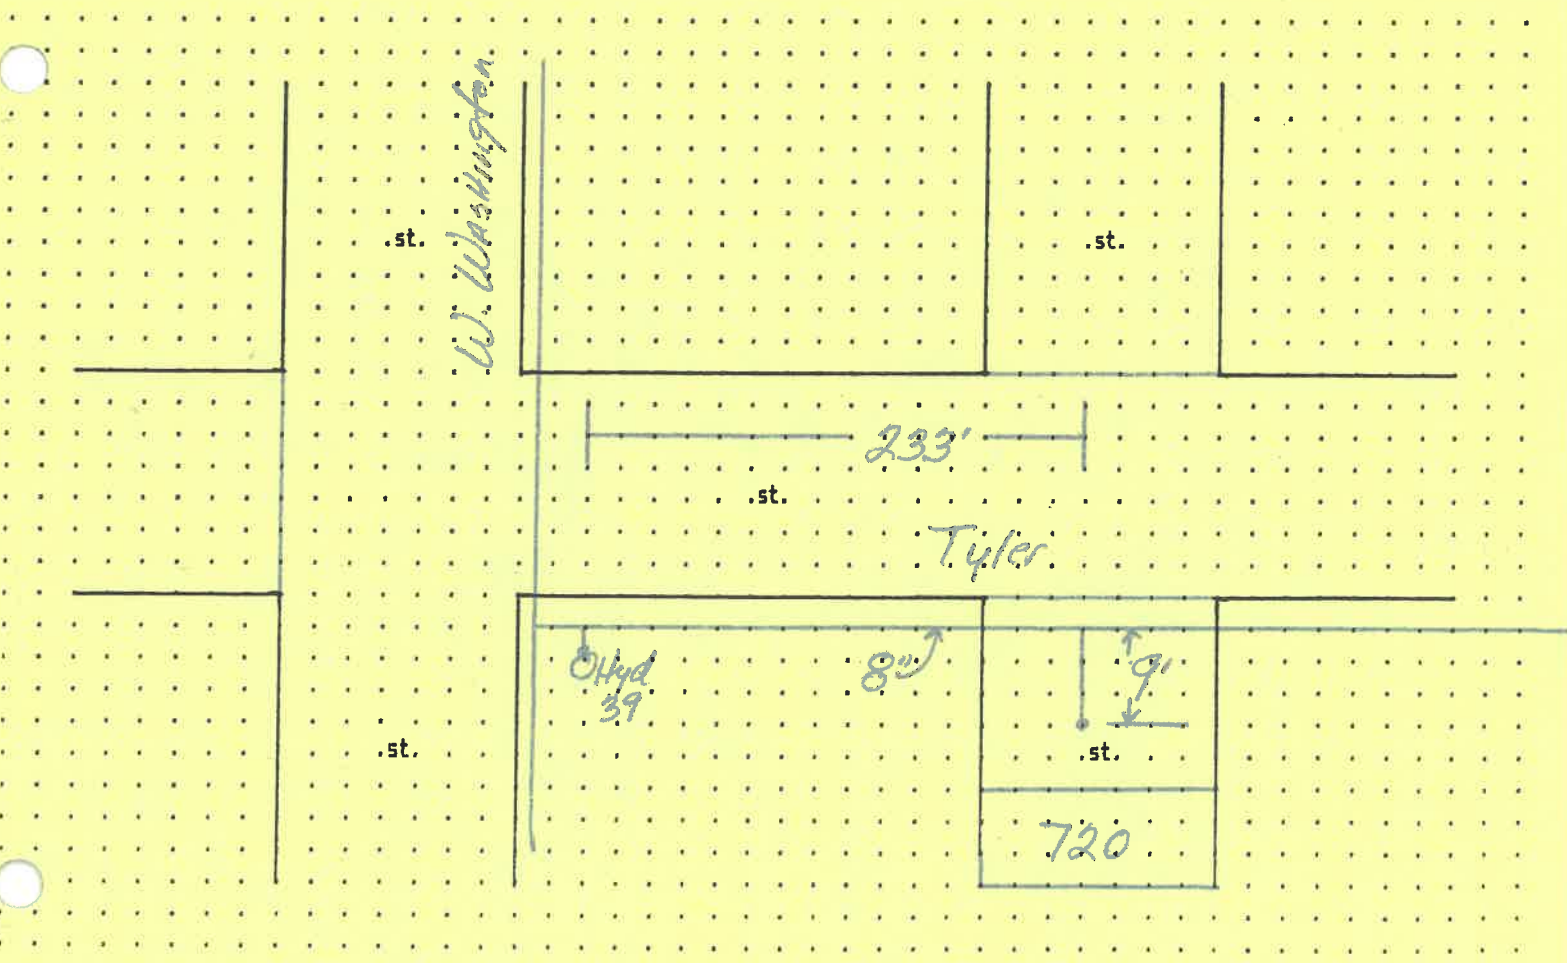 W. Washington
.st.
.st.
233'
.st.
Tyler
Hyd
39
8"
9'
.st.
.st.
720